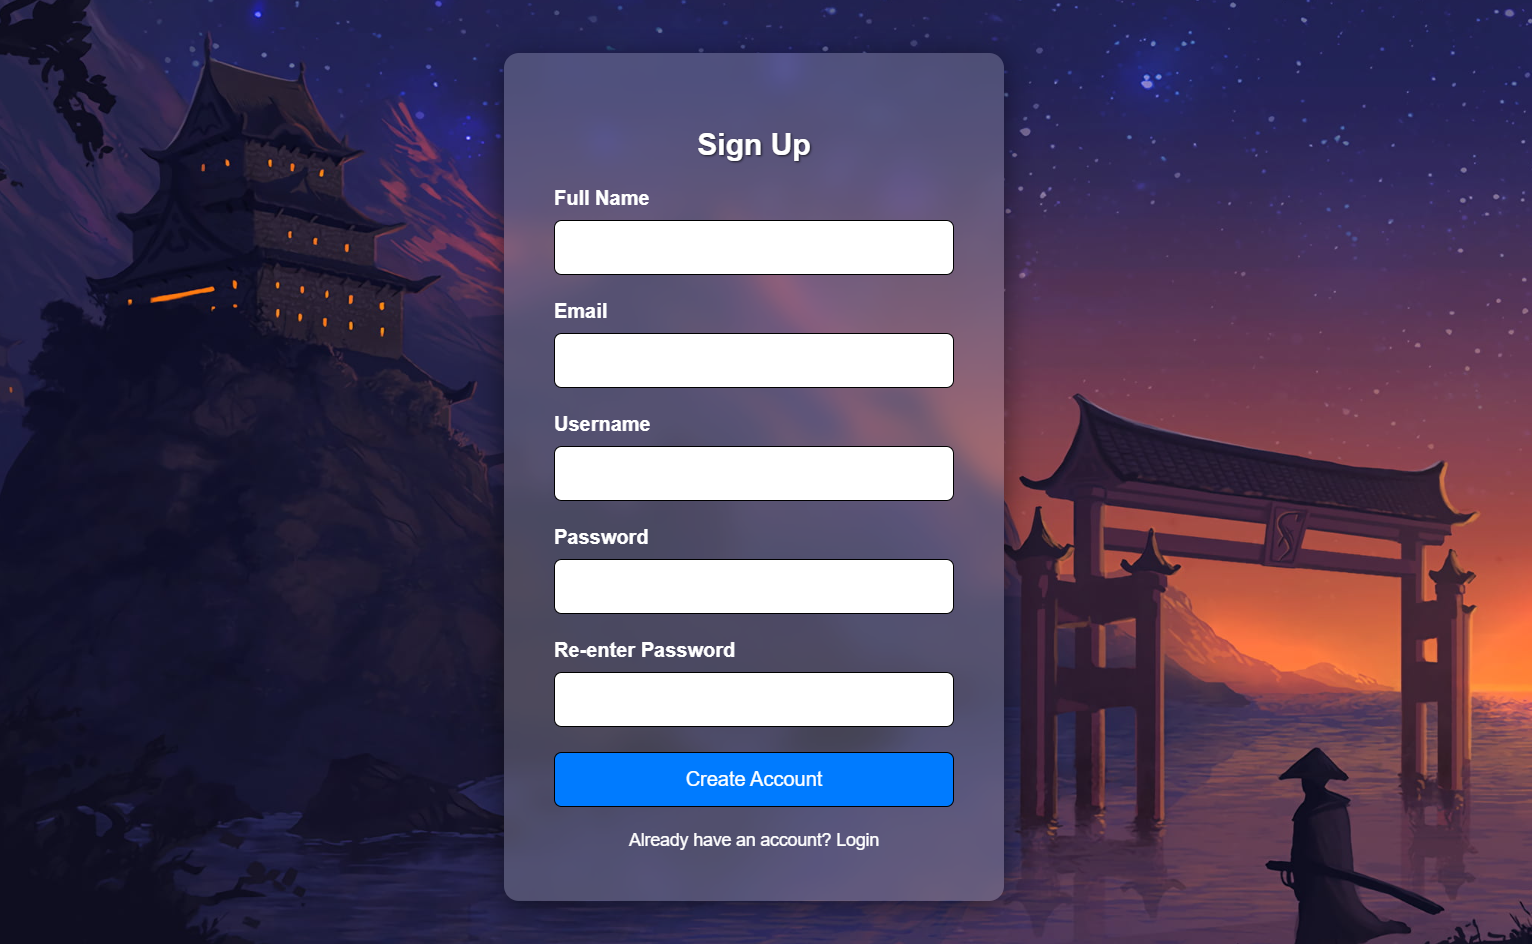 Sign Up
Full Name
Email
Username
Password
Re-enter Password
Create Account
Already have an account? Login